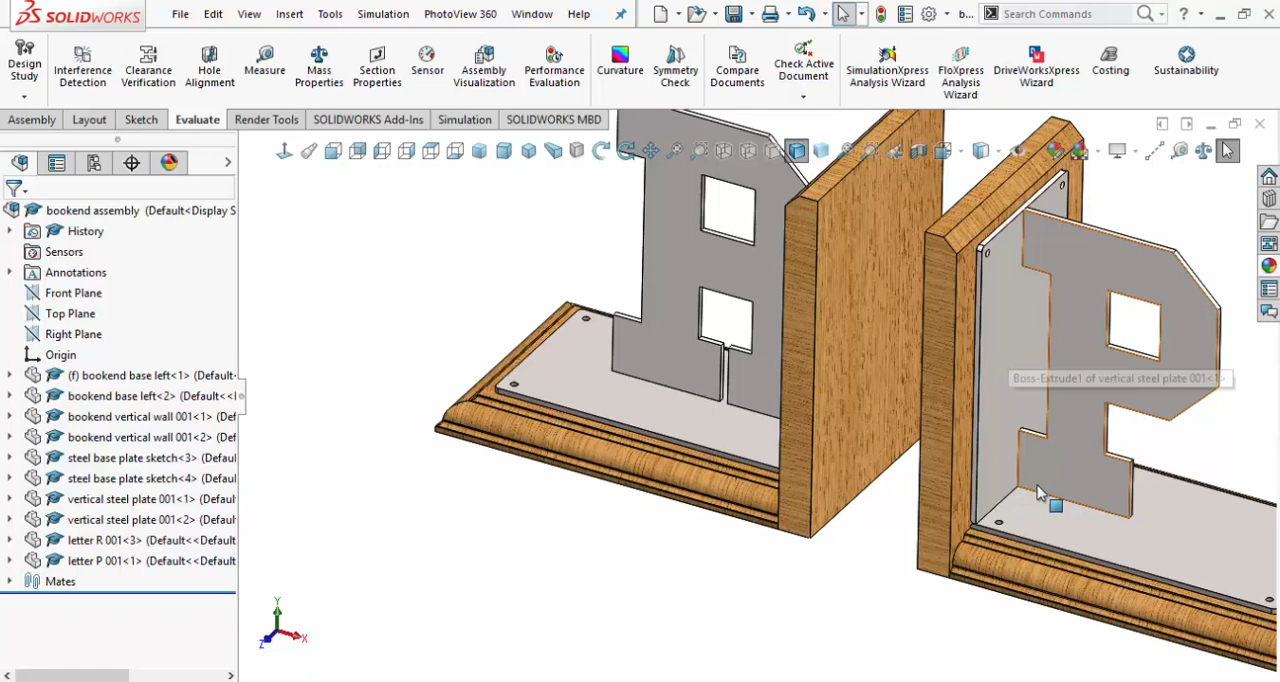 SOLIDWORKS
File Edit View Insert Tools Simulation PhotoView 360 Window Help
b...
Search Commands
?
Design Study
Interference Detection
Clearance Verification
Hole Alignment
Measure
Mass Properties
Section Properties
Sensor
Assembly Visualization
Performance Evaluation
Curvature
Symmetry Check
Compare Documents
Check Active Document
SimulationXpress Analysis Wizard
FloXpress Analysis Wizard
DriveWorksXpress Wizard
Costing
Sustainability
Assembly Layout Sketch Evaluate Render Tools SOLIDWORKS Add-Ins Simulation SOLIDWORKS MBD
bookend assembly (Default<Display S
History
Sensors
Annotations
Front Plane
Top Plane
Right Plane
Origin
(f) bookend base left<1> (Default·
bookend base left<2> (Default<<
bookend vertical wall 001<1> (Def
bookend vertical wall 001<2> (Def
steel base plate sketch<3> (Defaul
steel base plate sketch<4> (Defaul
vertical steel plate 001<1> (Defaul
vertical steel plate 001<2> (Defaul
letter R 001<3> (Default<<Default
letter P 001<1> (Default<<Default
Mates
Boss-Extrude1 of vertical steel plate 001<1>
Y
Z
X